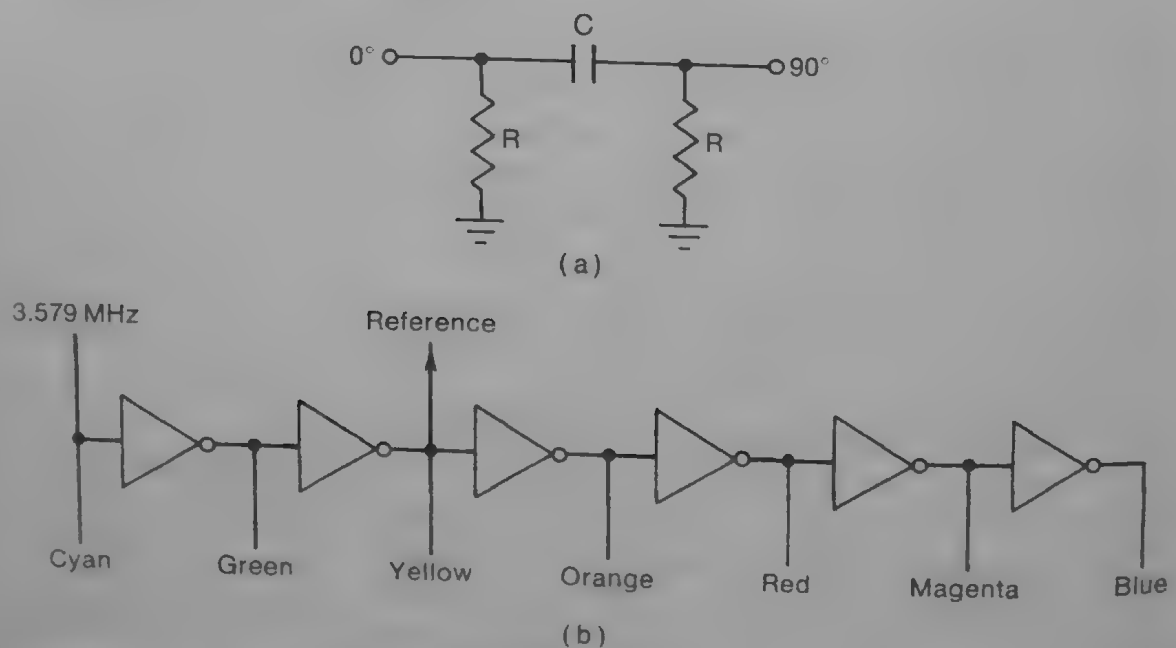 C
0°
90°
R
R
(a)
3.579 MHz
Reference
Cyan
Green
Yellow
Orange
Red
Magenta
Blue
(b)